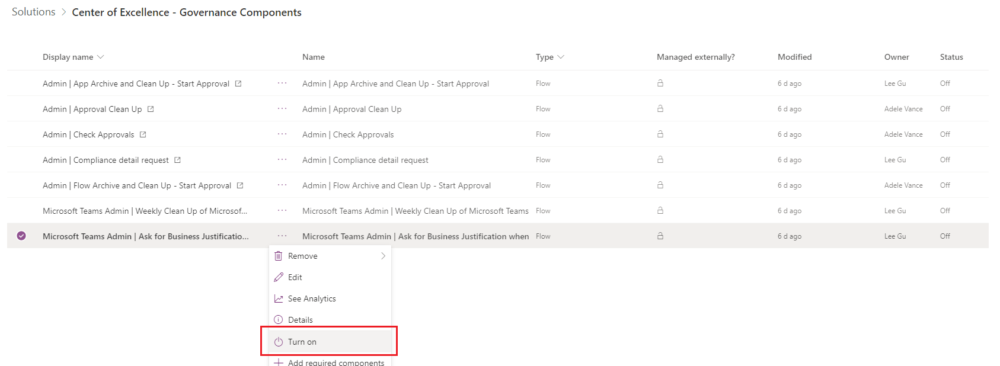 Solutions > Center of Excellence - Governance Components
Display name Name Type Managed externally? Modified Owner Status
Admin | App Archive and Clean Up - Start Approval ··· Admin | App Archive and Clean Up - Start Approval Flow 6 d ago Lee Gu Off
Admin | Approval Clean Up ··· Admin | Approval Clean Up Flow 6 d ago Adele Vance Off
Admin | Check Approvals ··· Admin | Check Approvals Flow 6 d ago Adele Vance Off
Admin | Compliance detail request ··· Admin | Compliance detail request Flow 6 d ago Lee Gu Off
Admin | Flow Archive and Clean Up - Start Approval ··· Admin | Flow Archive and Clean Up - Start Approval Flow 6 d ago Adele Vance Off
Microsoft Teams Admin | Weekly Clean Up of Microsof... ··· Microsoft Teams Admin | Weekly Clean Up of Microsoft Teams Flow 6 d ago Lee Gu Off
Microsoft Teams Admin | Ask for Business Justificatio... ··· Microsoft Teams Admin | Ask for Business Justification when Flow 6 d ago Lee Gu Off
Remove
Edit
See Analytics
Details
Turn on
Add required components